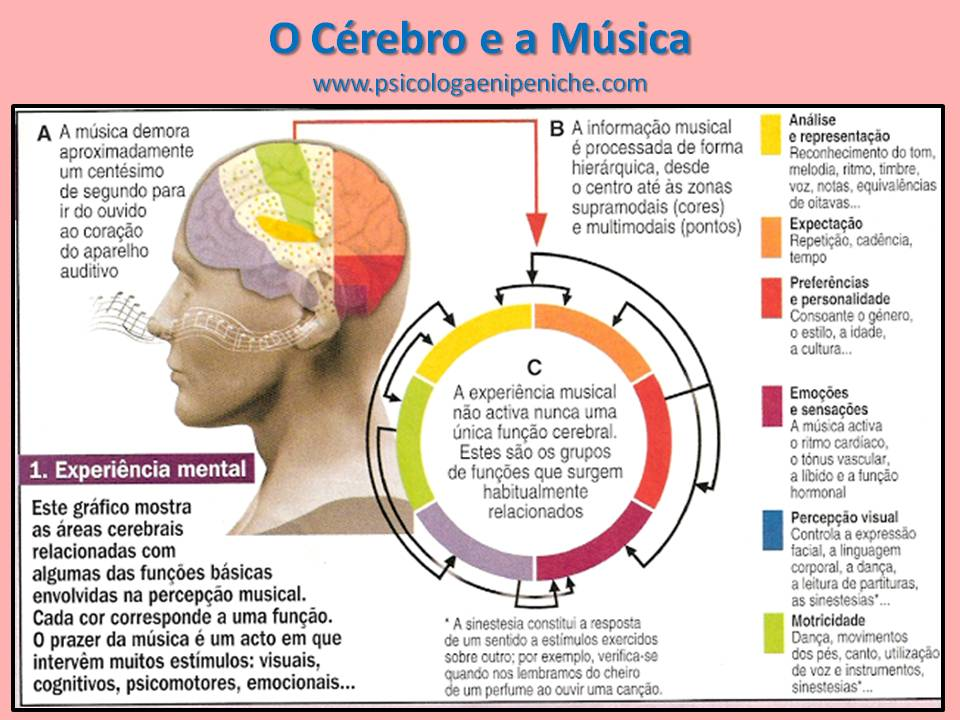 O Cérebro e a Música
www.psicologaenipeniche.com
A A música demora
aproximadamente
um centésimo
de segundo para
ir do ouvido
ao coração
do aparelho
auditivo
B A informação musical
é processada de forma
hierárquica, desde
o centro até às zonas
supramodais (cores)
e multimodais (pontos)
C
A experiência musical
não activa nunca uma
única função cerebral.
Estes são os grupos
de funções que surgem
habitualmente
relacionados
1. Experiência mental
Este gráfico mostra
as áreas cerebrais
relacionadas com
algumas das funções básicas
envolvidas na percepção musical.
Cada cor corresponde a uma função.
O prazer da música é um acto em que
intervêm muitos estímulos: visuais,
cognitivos, psicomotores, emocionais...
* A sinestesia constitui a resposta
de um sentido a estímulos exercidos
sobre outro; por exemplo, verifica-se
quando nos lembramos do cheiro
de um perfume ao ouvir uma canção.
Análise
e representação
Reconhecimento do tom,
melodia, ritmo, timbre,
voz, notas, equivalências
de oitavas...
Expectação
Repetição, cadência,
tempo
Preferências
e personalidade
Consoante o género,
o estilo, a idade,
a cultura...
Emoções
e sensações
A música activa
o ritmo cardíaco,
o tónus vascular,
a líbido e a função
hormonal
Percepção visual
Controla a expressão
facial, a linguagem
corporal, a dança,
a leitura de partituras,
as sinestesias*...
Motricidade
Dança, movimentos
dos pés, canto, utilização
de voz e instrumentos,
sinestesias*...